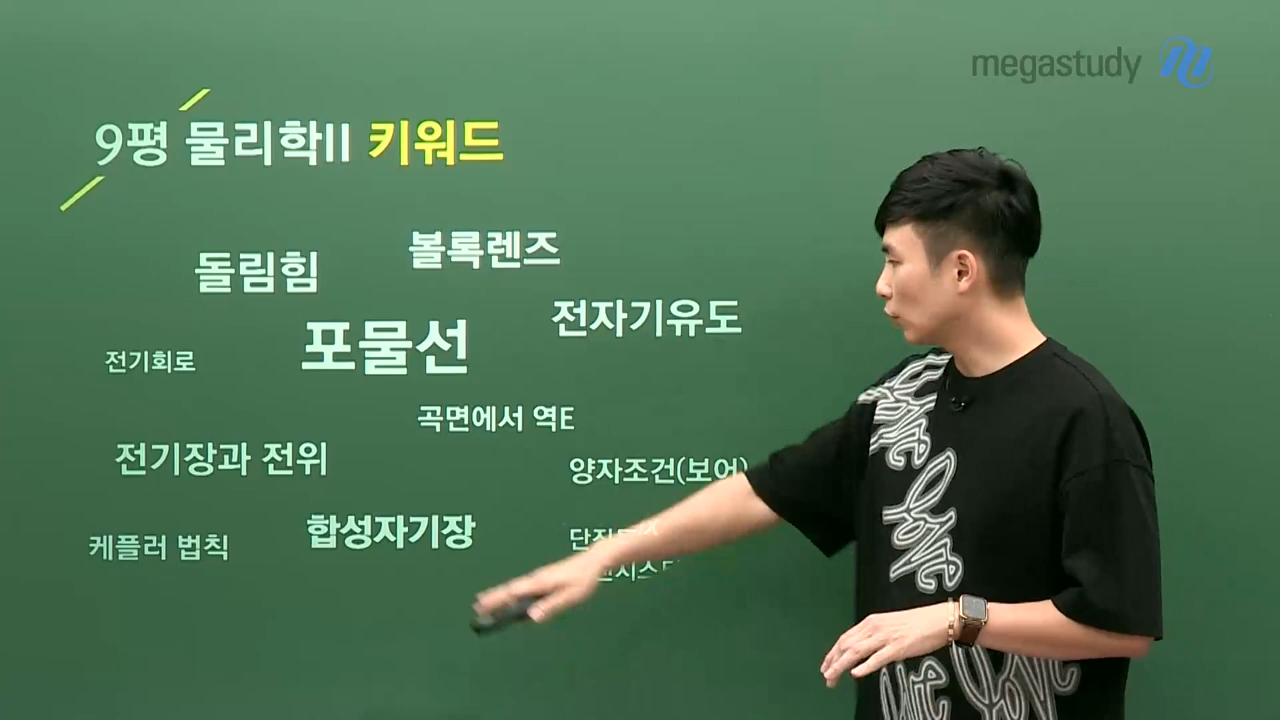 megastudy
9평 물리학II 키워드
볼록렌즈
돌림힘
전자기유도
포물선
전기회로
곡면에서 역E
전기장과 전위
양자조건(보어)
합성자기장
케플러 법칙